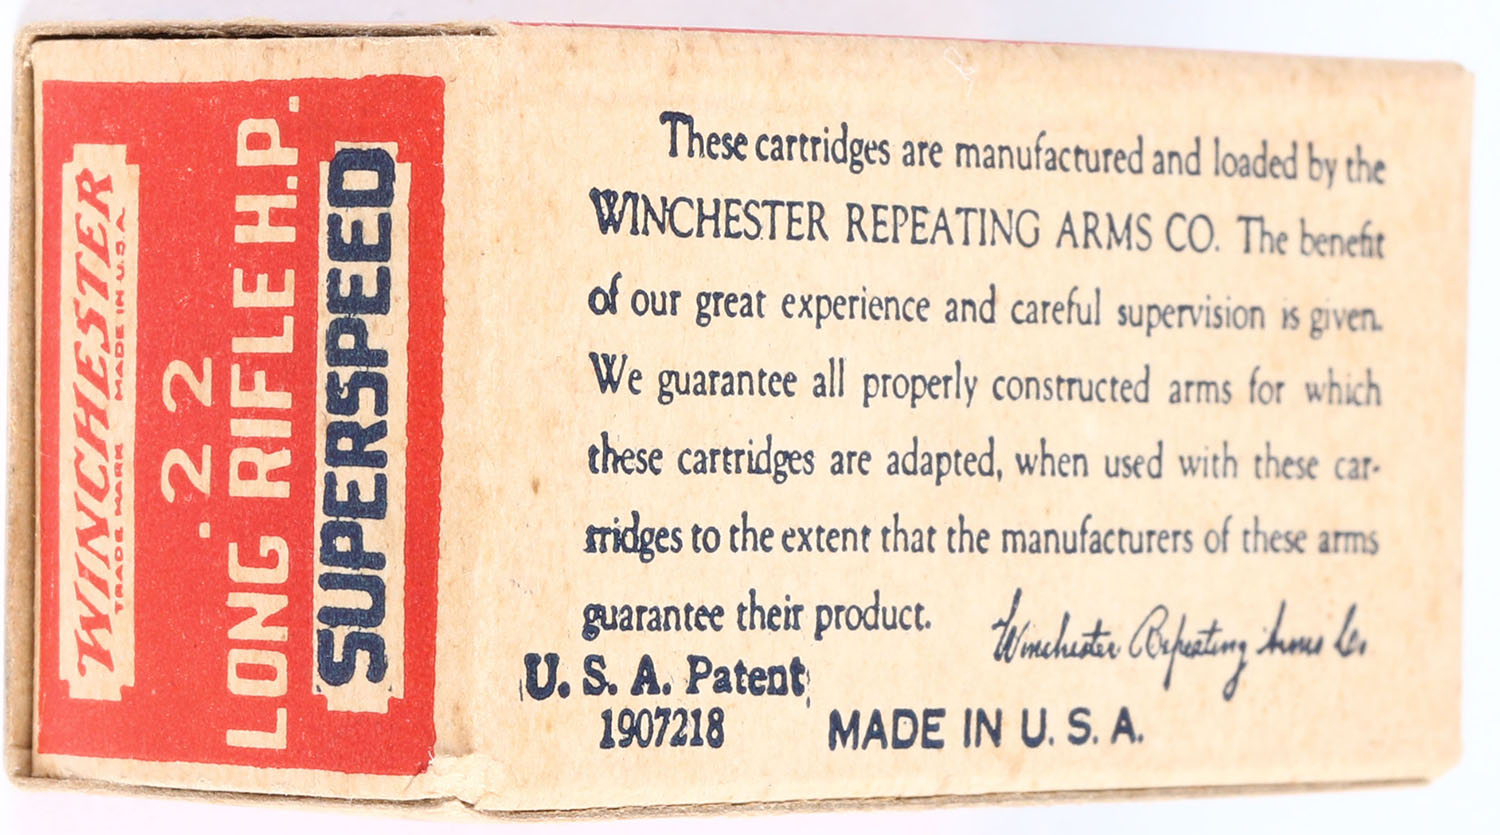 WINCHESTER
TRADE MARK MADE IN U.S.A.
.22
LONG RIFLE H.P.
SUPERSPEED
These cartridges are manufactured and loaded by the
WINCHESTER REPEATING ARMS CO. The benefit
of our great experience and careful supervision is given.
We guarantee all properly constructed arms for which
these cartridges are adapted, when used with these car-
tridges to the extent that the manufacturers of these arms
guarantee their product.
Winchester Repeating Arms Co.
U. S. A. Patent
1907218
MADE IN U. S. A.